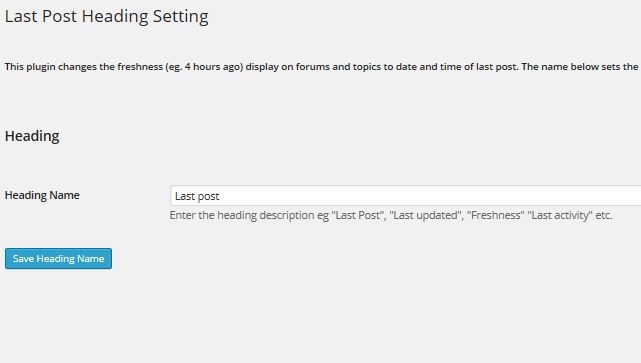 Last Post Heading Setting
This plugin changes the freshness (eg. 4 hours ago) display on forums and topics to date and time of last post. The name below sets the
Heading
Heading Name
Last post
Enter the heading description eg "Last Post", "Last updated", "Freshness" "Last activity" etc.
Save Heading Name